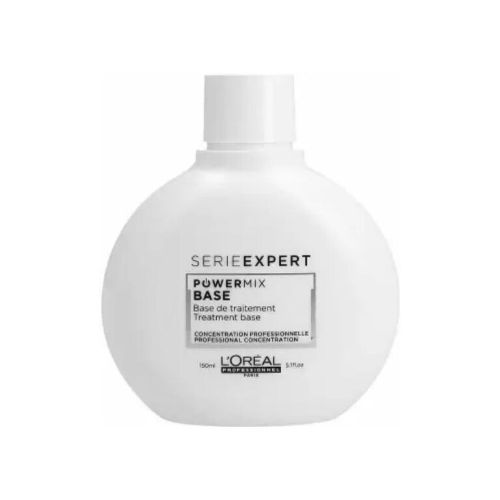 SERIEEXPERT
POWERMIX
BASE
Base de traitement
Treatment base
CONCENTRATION PROFESSIONNELLE
PROFESSIONAL CONCENTRATION
150ml L'ORÉAL 5.1fl.oz
PROFESSIONNEL
PARIS